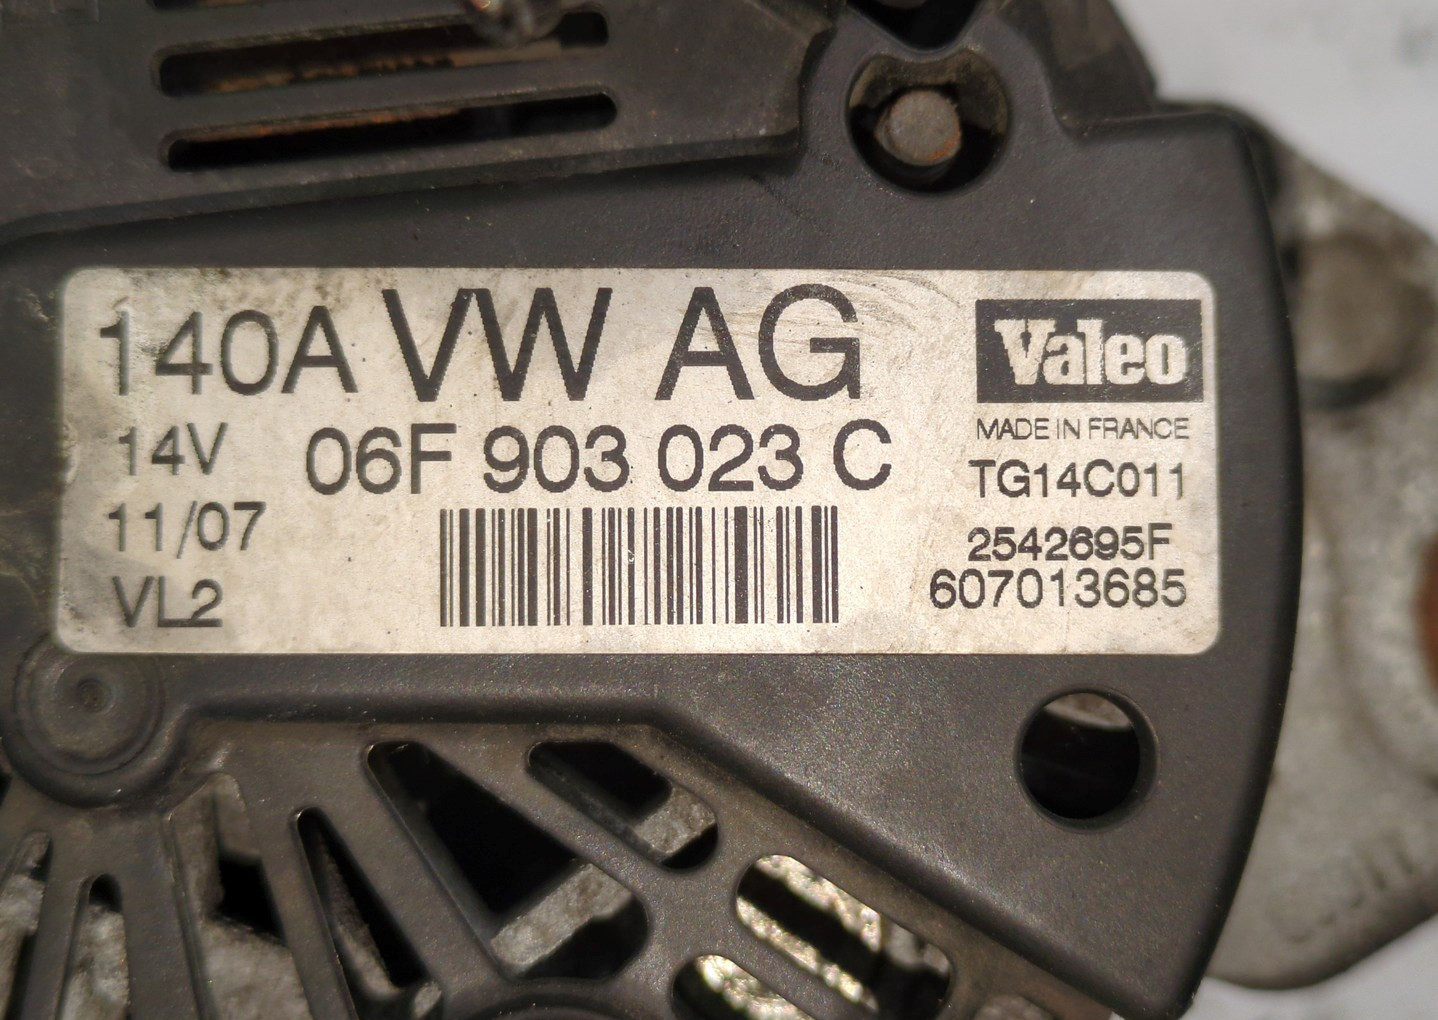 140A VW AG
Valeo
14V 06F 903 023 C
MADE IN FRANCE
TG14C011
11/07
2542695F
VL2
607013685